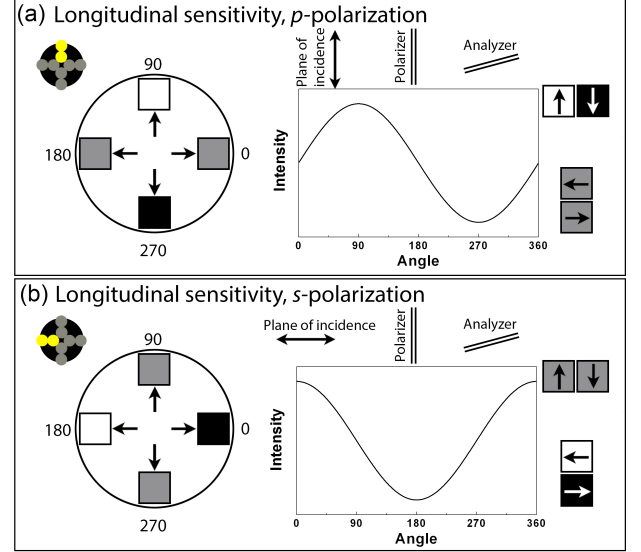 (a) Longitudinal sensitivity, p-polarization
90
180
0
270
Plane of
incidence
Polarizer
Analyzer
Intensity
0 90 180 270 360
Angle
(b) Longitudinal sensitivity, s-polarization
90
180
0
270
Plane of incidence
Polarizer
Analyzer
Intensity
0 90 180 270 360
Angle